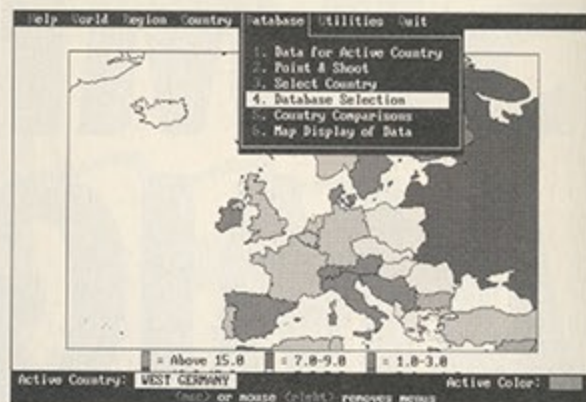 Help World Region Country Database Utilities Quit
1. Data for Active Country
2. Point & Shoot
3. Select Country
4. Database Selection
5. Country Comparisons
6. Map Display of Data
= Above 15.0 = 7.0-9.0 = 1.0-3.0
Active Country: WEST GERMANY Active Color:
<esc> or mouse <right> removes menus